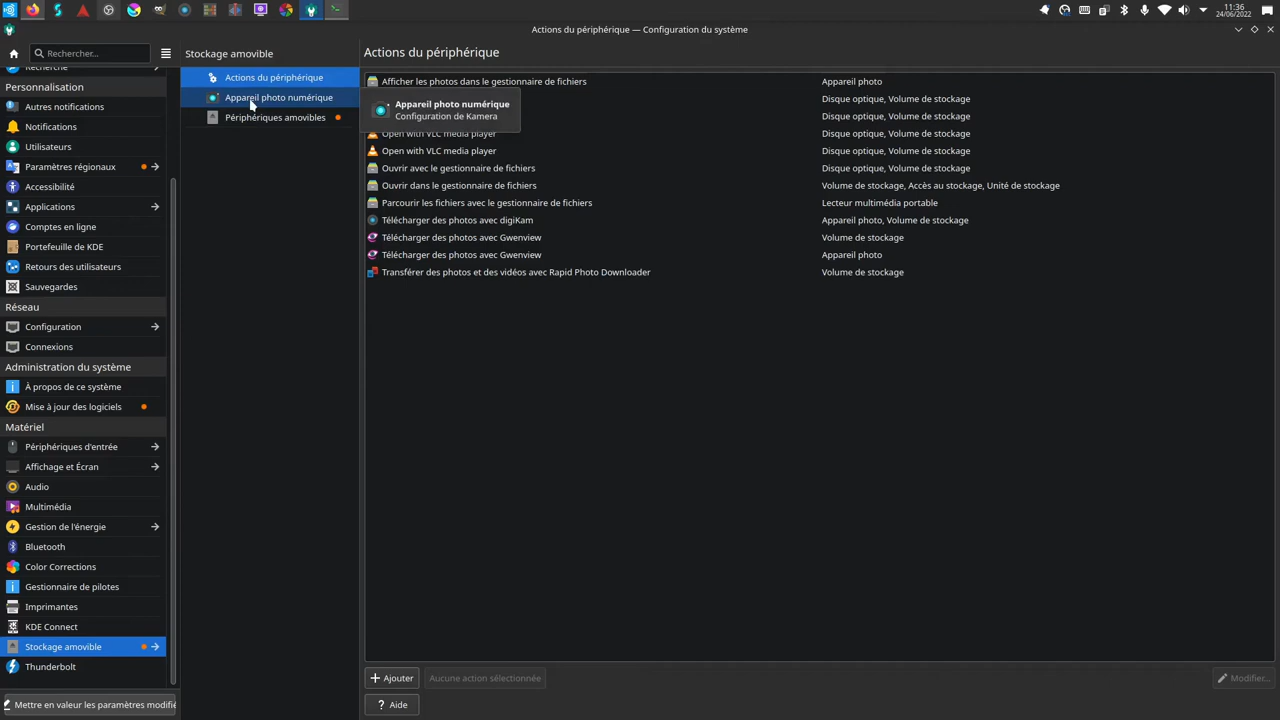 11:36
24/06/2022
Actions du périphérique — Configuration du système
Rechercher...
Recherche
Personnalisation
Autres notifications
Notifications
Utilisateurs
Paramètres régionaux
Accessibilité
Applications
Comptes en ligne
Portefeuille de KDE
Retours des utilisateurs
Sauvegardes
Réseau
Configuration
Connexions
Administration du système
À propos de ce système
Mise à jour des logiciels
Matériel
Périphériques d'entrée
Affichage et Écran
Audio
Multimédia
Gestion de l'énergie
Bluetooth
Color Corrections
Gestionnaire de pilotes
Imprimantes
KDE Connect
Stockage amovible
Thunderbolt
Mettre en valeur les paramètres modifié
Stockage amovible
Actions du périphérique
Appareil photo numérique
Périphériques amovibles
Actions du périphérique
Afficher les photos dans le gestionnaire de fichiers Appareil photo
Disque optique, Volume de stockage
Appareil photo numérique
Configuration de Kamera
Disque optique, Volume de stockage
Open with VLC media player Disque optique, Volume de stockage
Open with VLC media player Disque optique, Volume de stockage
Ouvrir avec le gestionnaire de fichiers Disque optique, Volume de stockage
Ouvrir dans le gestionnaire de fichiers Volume de stockage, Accès au stockage, Unité de stockage
Parcourir les fichiers avec le gestionnaire de fichiers Lecteur multimédia portable
Télécharger des photos avec digiKam Appareil photo, Volume de stockage
Télécharger des photos avec Gwenview Volume de stockage
Télécharger des photos avec Gwenview Appareil photo
Transférer des photos et des vidéos avec Rapid Photo Downloader Volume de stockage
Ajouter
Aucune action sélectionnée
Modifier...
Aide